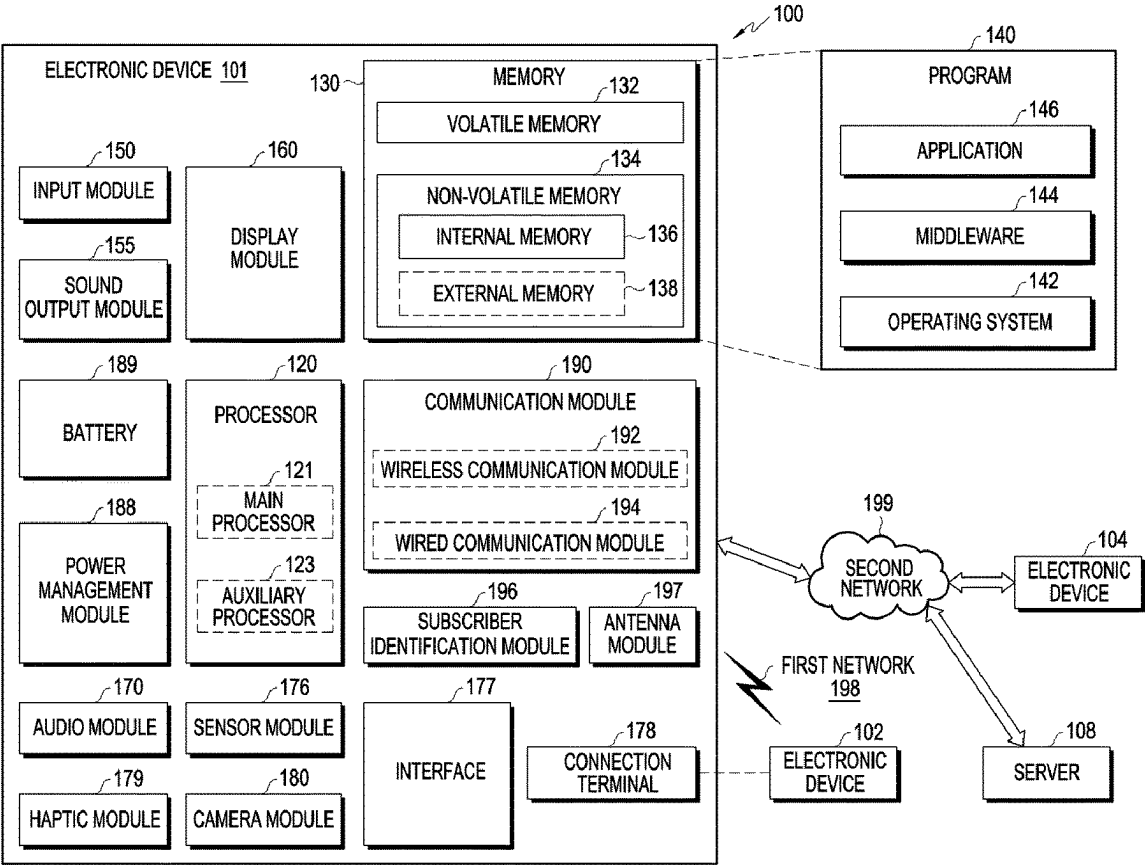 100
ELECTRONIC DEVICE 101
130
MEMORY
132
VOLATILE MEMORY
134
NON-VOLATILE MEMORY
INTERNAL MEMORY
136
EXTERNAL MEMORY
138
140
PROGRAM
146
APPLICATION
144
MIDDLEWARE
142
OPERATING SYSTEM
150
INPUT MODULE
160
DISPLAY
MODULE
155
SOUND
OUTPUT MODULE
189
BATTERY
120
PROCESSOR
121
MAIN
PROCESSOR
123
AUXILIARY
PROCESSOR
190
COMMUNICATION MODULE
192
WIRELESS COMMUNICATION MODULE
194
WIRED COMMUNICATION MODULE
188
POWER
MANAGEMENT
MODULE
196
SUBSCRIBER
IDENTIFICATION MODULE
197
ANTENNA
MODULE
199
SECOND
NETWORK
104
ELECTRONIC
DEVICE
FIRST NETWORK
198
170
AUDIO MODULE
176
SENSOR MODULE
177
INTERFACE
178
CONNECTION
TERMINAL
102
ELECTRONIC
DEVICE
108
SERVER
179
HAPTIC MODULE
180
CAMERA MODULE